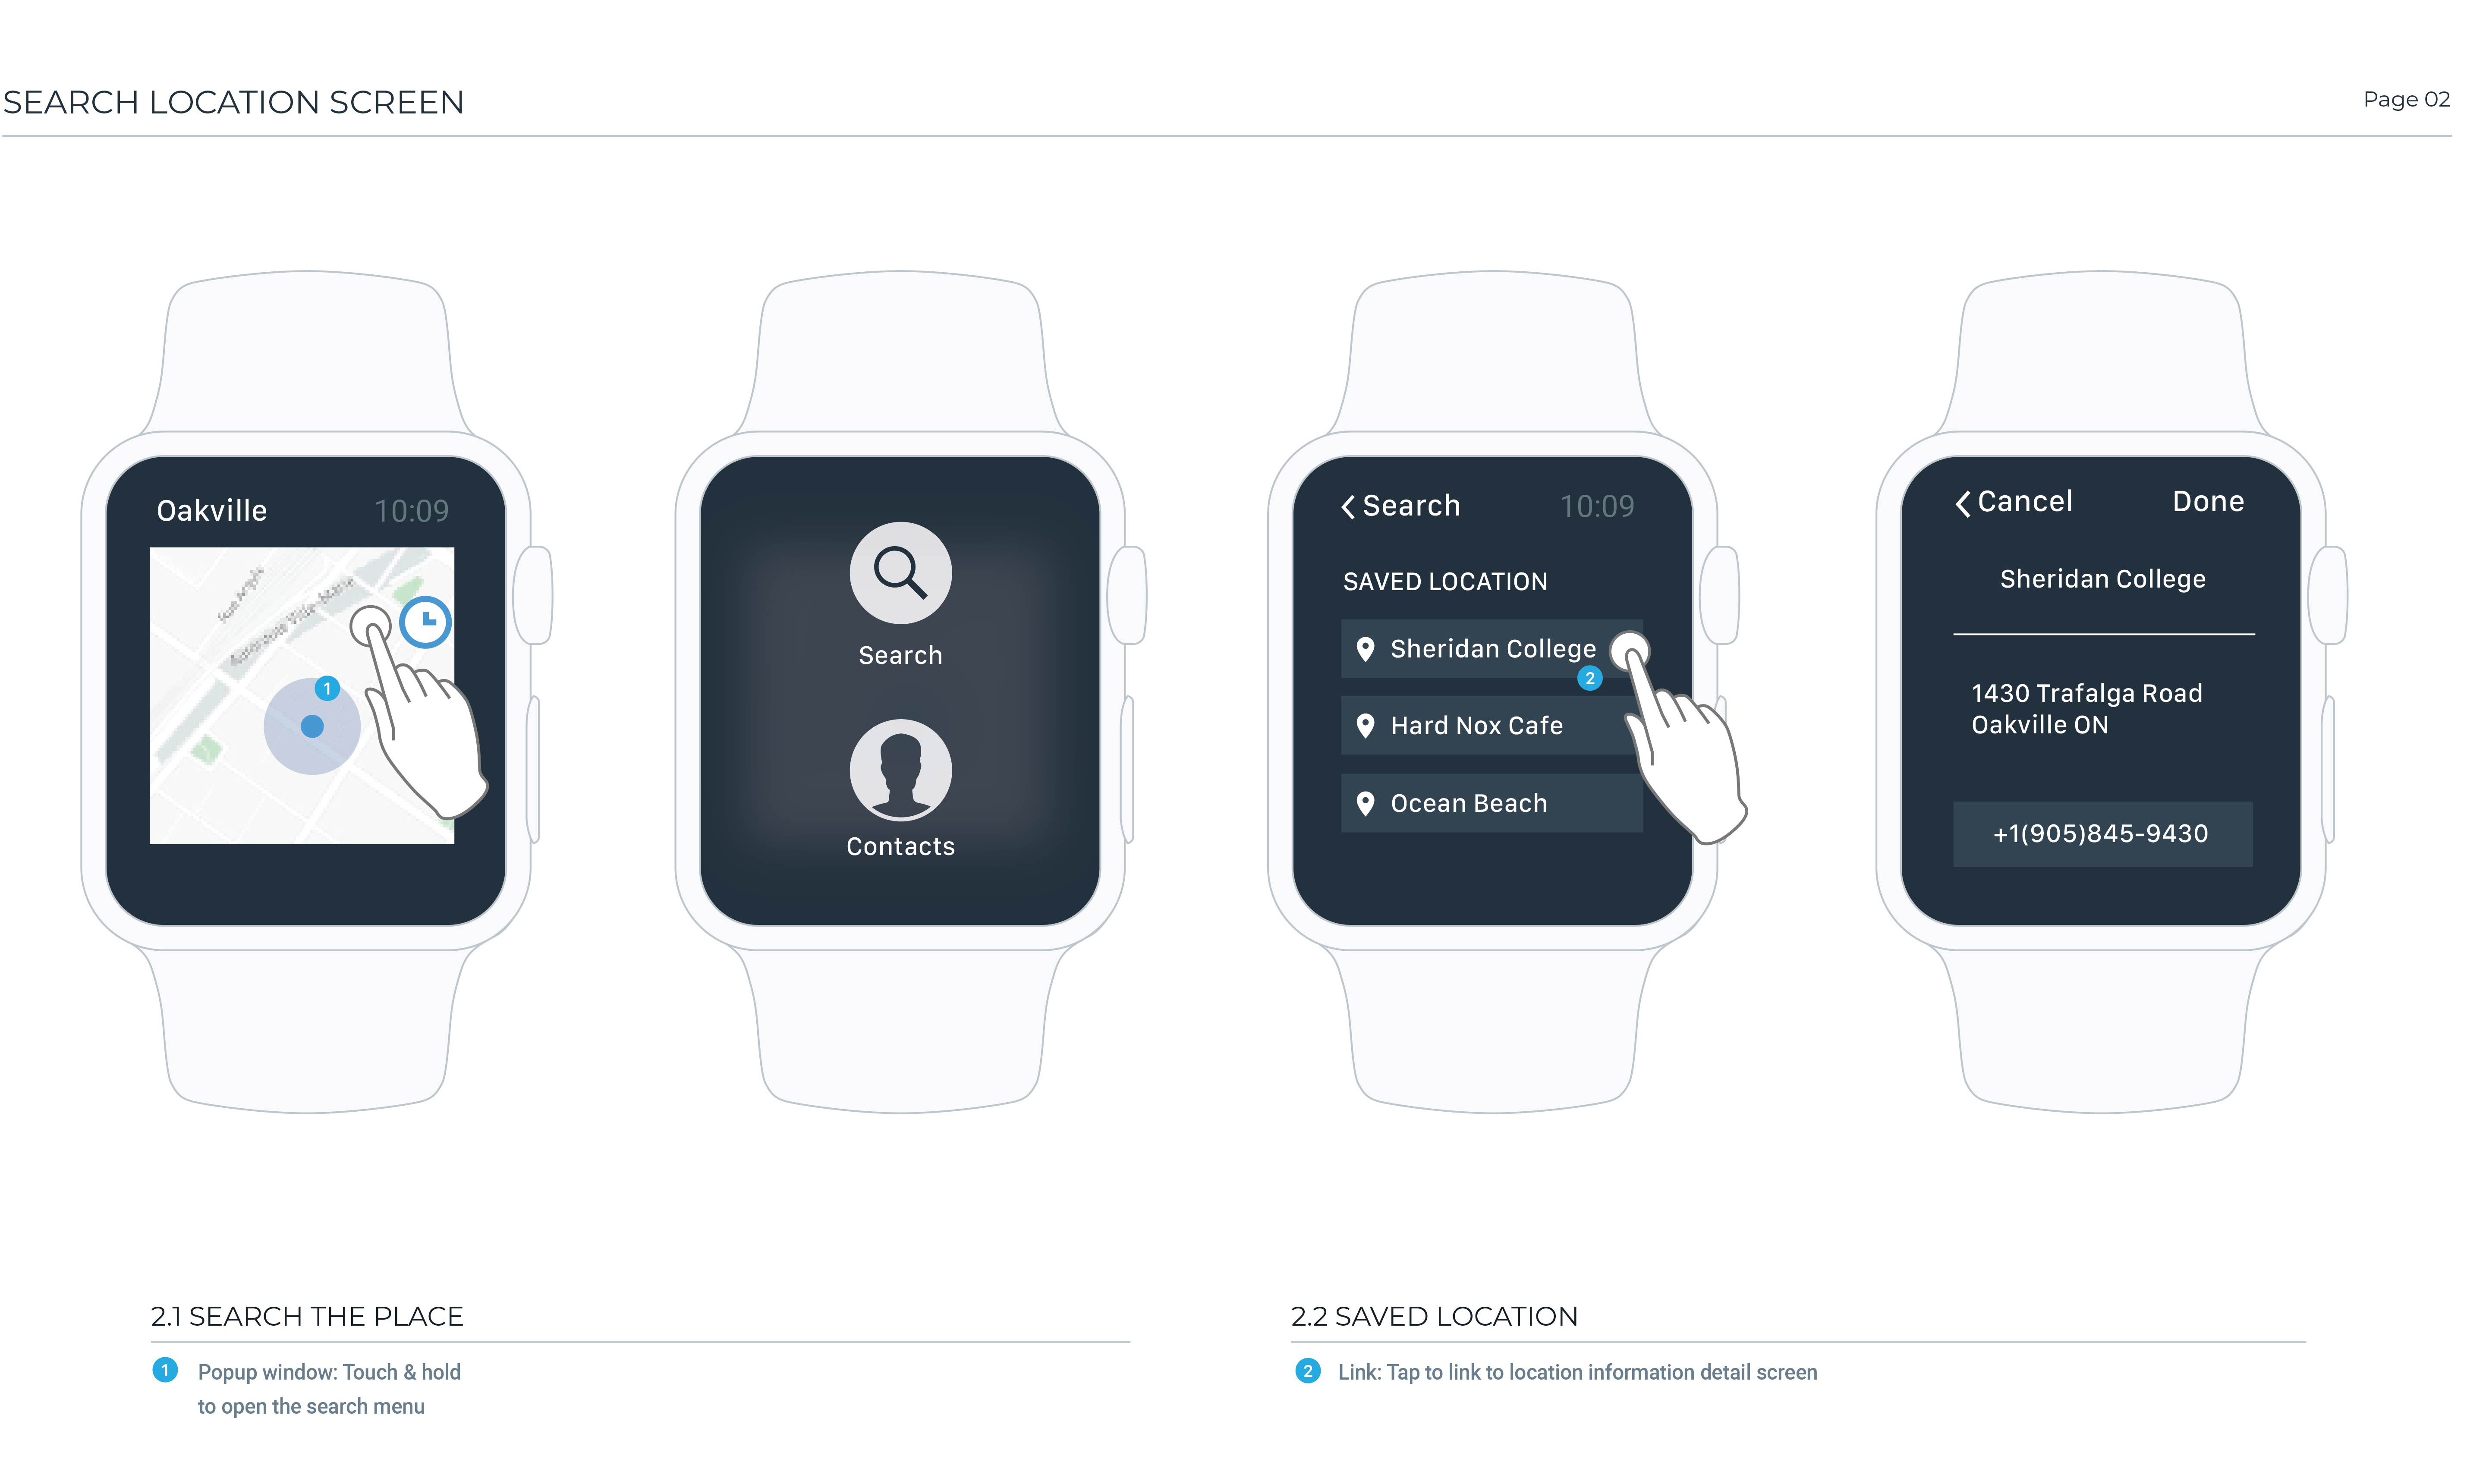 SEARCH LOCATION SCREEN
Page 02
Oakville
10:09
1
Search
Contacts
Search
10:09
SAVED LOCATION
Sheridan College
2
Hard Nox Cafe
Ocean Beach
Cancel
Done
Sheridan College
1430 Trafalga Road
Oakville ON
+1(905)845-9430
2.1 SEARCH THE PLACE
1 Popup window: Touch & hold
to open the search menu
2.2 SAVED LOCATION
2 Link: Tap to link to location information detail screen